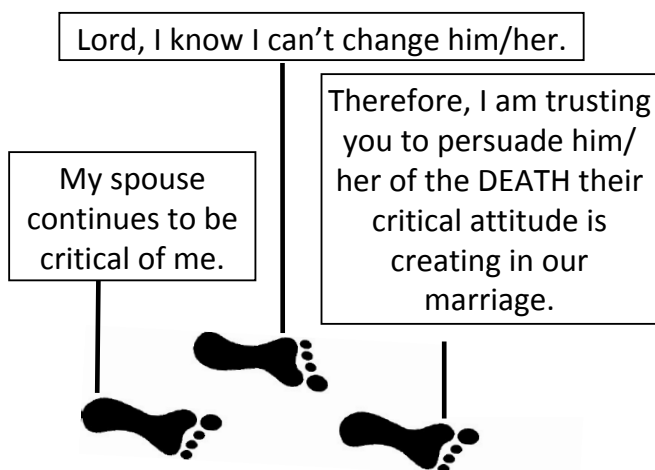 Lord, I know I can’t change him/her.
My spouse
continues to be
critical of me.
Therefore, I am trusting
you to persuade him/
her of the DEATH their
critical attitude is
creating in our
marriage.